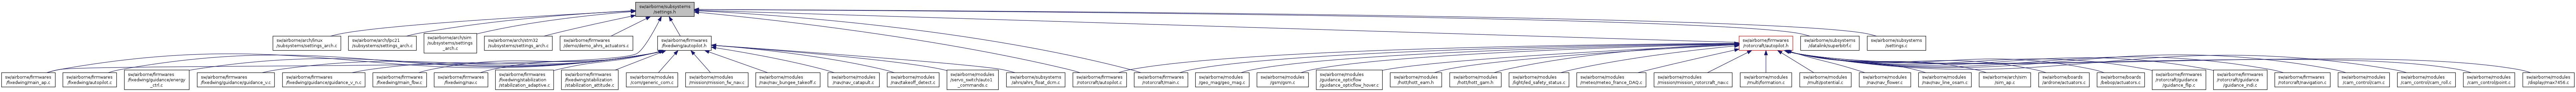 sw/airborne/subsystems
/settings.h
sw/airborne/arch/linux
/subsystems/settings_arch.c
sw/airborne/arch/lpc21
/subsystems/settings_arch.c
sw/airborne/arch/sim
/subsystems/settings
_arch.c
sw/airborne/arch/stm32
/subsystems/settings_arch.c
sw/airborne/firmwares
/demo/demo_ahrs_actuators.c
sw/airborne/firmwares
/fixedwing/autopilot.h
sw/airborne/firmwares
/rotorcraft/autopilot.h
sw/airborne/subsystems
/datalink/superbitrf.c
sw/airborne/subsystems
/settings.c
sw/airborne/firmwares
/fixedwing/main_ap.c
sw/airborne/firmwares
/fixedwing/autopilot.c
sw/airborne/firmwares
/fixedwing/guidance/energy
_ctrl.c
sw/airborne/firmwares
/fixedwing/guidance/guidance_v.c
sw/airborne/firmwares
/fixedwing/guidance/guidance_v_n.c
sw/airborne/firmwares
/fixedwing/main_fbw.c
sw/airborne/firmwares
/fixedwing/nav.c
sw/airborne/firmwares
/fixedwing/stabilization
/stabilization_adaptive.c
sw/airborne/firmwares
/fixedwing/stabilization
/stabilization_attitude.c
sw/airborne/modules
/com/generic_com.c
sw/airborne/modules
/mission/mission_fw_nav.c
sw/airborne/modules
/nav/nav_bungee_takeoff.c
sw/airborne/modules
/nav/nav_catapult.c
sw/airborne/modules
/takeoff_detect/takeoff_detect.c
sw/airborne/modules
/servo_switch/auto2
_commands.c
sw/airborne/subsystems
/ahrs/ahrs_float_dcm.c
sw/airborne/firmwares
/rotorcraft/autopilot.c
sw/airborne/firmwares
/rotorcraft/main.c
sw/airborne/modules
/geo_mag/geo_mag.c
sw/airborne/modules
/gsm/gsm.c
sw/airborne/modules
/guidance_opticflow
/guidance_opticflow_hover.c
sw/airborne/modules
/hott/hott_eam.h
sw/airborne/modules
/hott/hott_gam.h
sw/airborne/modules
/light/led_safety_status.c
sw/airborne/modules
/meteo/meteo_france_DAQ.c
sw/airborne/modules
/mission/mission_rotorcraft_nav.c
sw/airborne/modules
/multi/formation.c
sw/airborne/modules
/multi/potential.c
sw/airborne/modules
/nav/nav_flower.c
sw/airborne/modules
/nav/nav_line_osam.c
sw/airborne/arch/sim
/sim_ap.c
sw/airborne/boards
/ardrone/actuators.c
sw/airborne/boards
/bebop/actuators.c
sw/airborne/firmwares
/rotorcraft/guidance
/guidance_flip.c
sw/airborne/firmwares
/rotorcraft/guidance
/guidance_indi.c
sw/airborne/firmwares
/rotorcraft/navigation.c
sw/airborne/modules
/cam_control/cam.c
sw/airborne/modules
/cam_control/cam_roll.c
sw/airborne/modules
/cam_control/point.c
sw/airborne/modules
/display/max7456.c